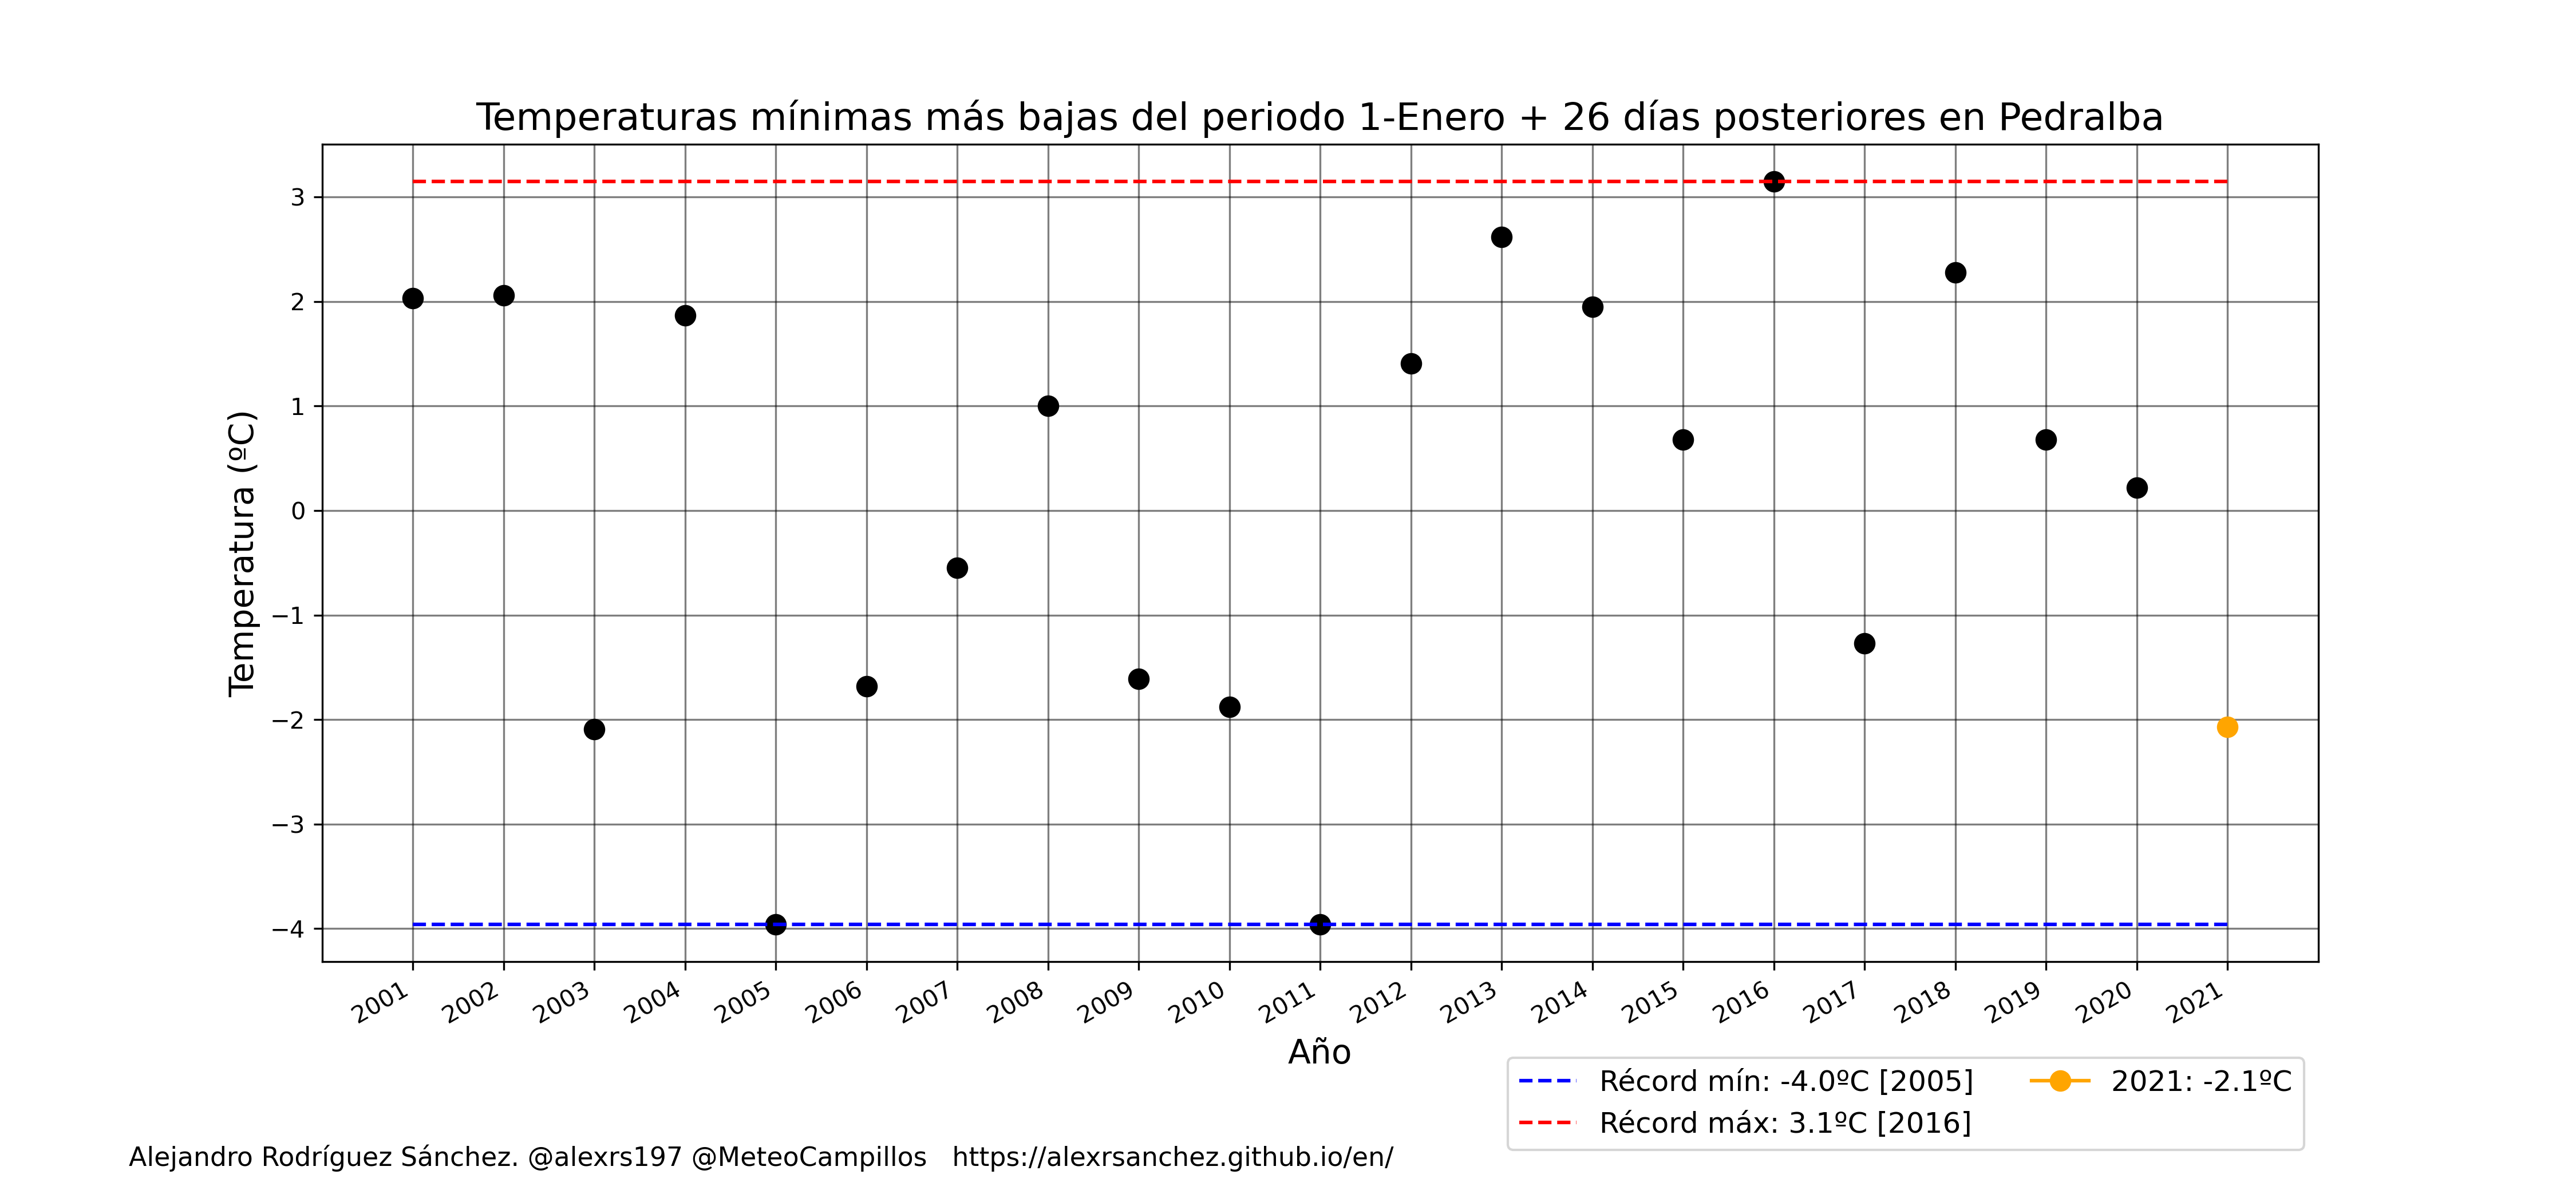 Temperaturas mínimas más bajas del periodo 1-Enero + 26 días posteriores en Pedralba
Temperatura (ºC)
3
2
1
0
−1
−2
−3
−4
2001 2002 2003 2004 2005 2006 2007 2008 2009 2010 2011 2012 2013 2014 2015 2016 2017 2018 2019 2020 2021
Año
Récord mín: -4.0ºC [2005]
Récord máx: 3.1ºC [2016]
2021: -2.1ºC
Alejandro Rodríguez Sánchez. @alexrs197 @MeteoCampillos https://alexrsanchez.github.io/en/